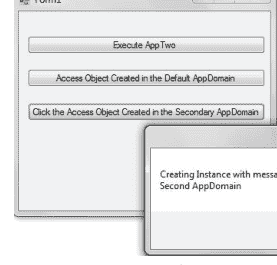 Form1
Execute AppTwo
Access Object Created in the Default AppDomain
Click the Access Object Created in the Secondary AppDomain
Creating Instance with messa
Second AppDomain